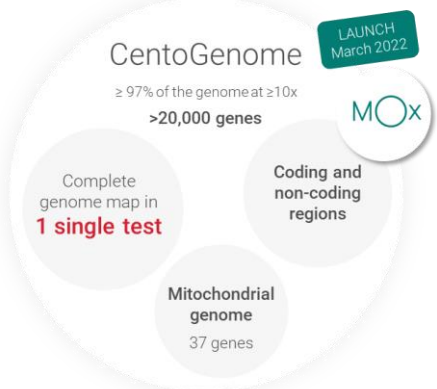 LAUNCH
March 2022
CentoGenome
≥ 97% of the genome at ≥10x
>20,000 genes
MOx
Complete
genome map in
1 single test
Coding and
non-coding
regions
Mitochondrial
genome
37 genes